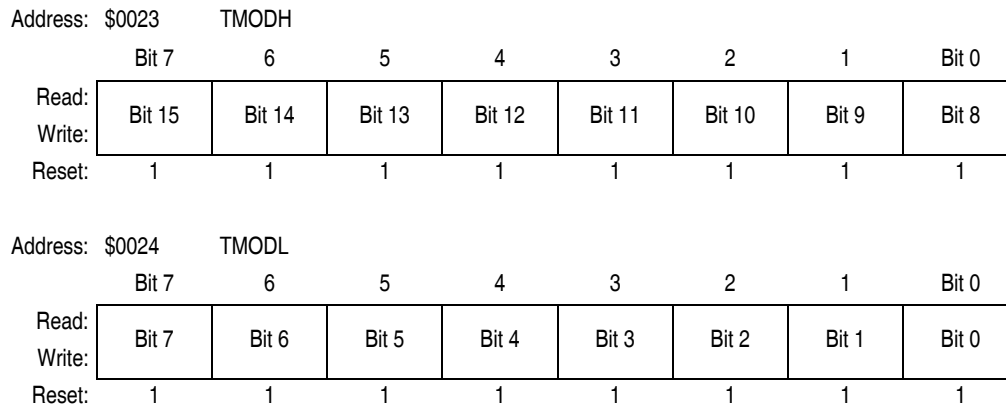 Address: $0023 TMODH
Bit 7 6 5 4 3 2 1 Bit 0
Read:
Bit 15 Bit 14 Bit 13 Bit 12 Bit 11 Bit 10 Bit 9 Bit 8
Write:
Reset: 1 1 1 1 1 1 1 1
Address: $0024 TMODL
Bit 7 6 5 4 3 2 1 Bit 0
Read:
Bit 7 Bit 6 Bit 5 Bit 4 Bit 3 Bit 2 Bit 1 Bit 0
Write:
Reset: 1 1 1 1 1 1 1 1